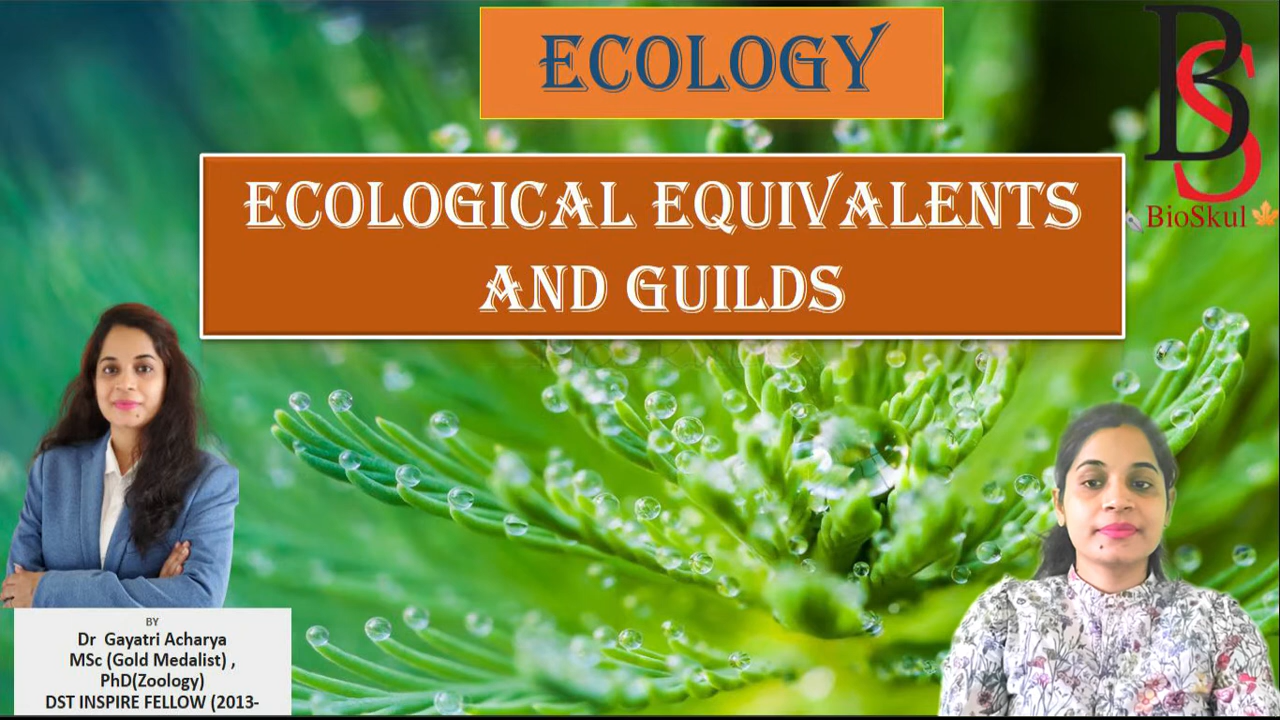 ECOLOGY
ECOLOGICAL EQUIVALENTS
AND GUILDS
BS
BioSkul
BY
Dr Gayatri Acharya
MSc (Gold Medalist) ,
PhD(Zoology)
DST INSPIRE FELLOW (2013-